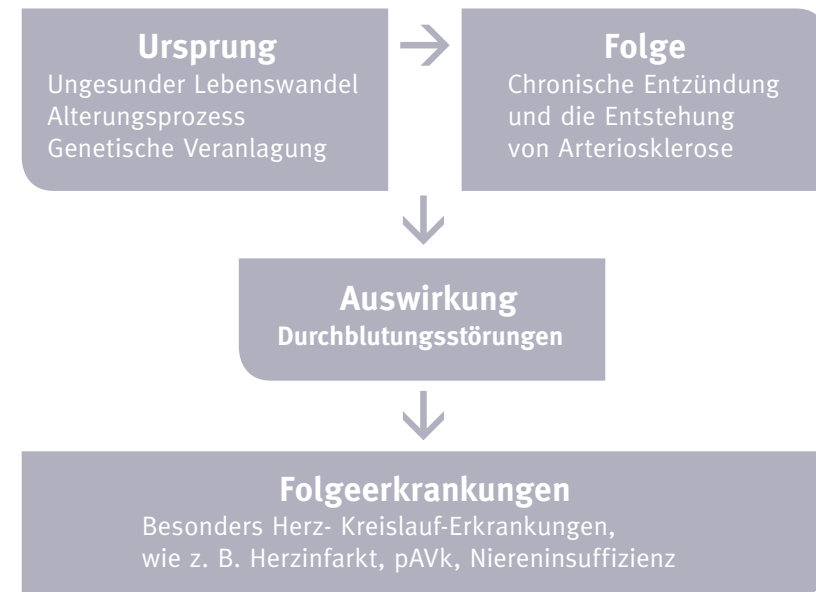 Ursprung
Ungesunder Lebenswandel
Alterungsprozess
Genetische Veranlagung
Folge
Chronische Entzündung
und die Entstehung
von Arteriosklerose
Auswirkung
Durchblutungsstörungen
Folgeerkrankungen
Besonders Herz- Kreislauf-Erkrankungen,
wie z. B. Herzinfarkt, pAVk, Niereninsuffizienz